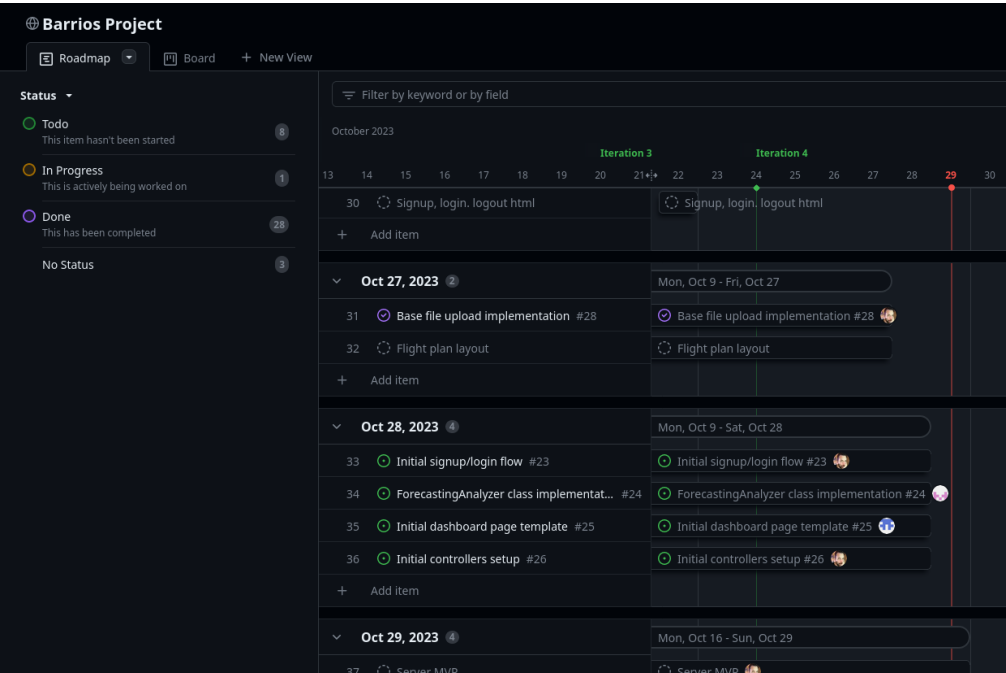 Barrios Project
Roadmap
Board
+ New View
Status
Todo 8
This item hasn't been started
In Progress 1
This is actively being worked on
Done 28
This has been completed
No Status 3
Filter by keyword or by field
October 2023
Iteration 3 Iteration 4
13 14 15 16 17 18 19 20 21 22 23 24 25 26 27 28 29 30
30 Signup, login. logout html Signup, login. logout html
+ Add item
Oct 27, 2023 2 Mon, Oct 9 - Fri, Oct 27
31 Base file upload implementation #28 Base file upload implementation #28
32 Flight plan layout Flight plan layout
+ Add item
Oct 28, 2023 4 Mon, Oct 9 - Sat, Oct 28
33 Initial signup/login flow #23 Initial signup/login flow #23
34 ForecastingAnalyzer class implementat... #24 ForecastingAnalyzer class implementation #24
35 Initial dashboard page template #25 Initial dashboard page template #25
36 Initial controllers setup #26 Initial controllers setup #26
+ Add item
Oct 29, 2023 4 Mon, Oct 16 - Sun, Oct 29
37 Server MVP Server MVP